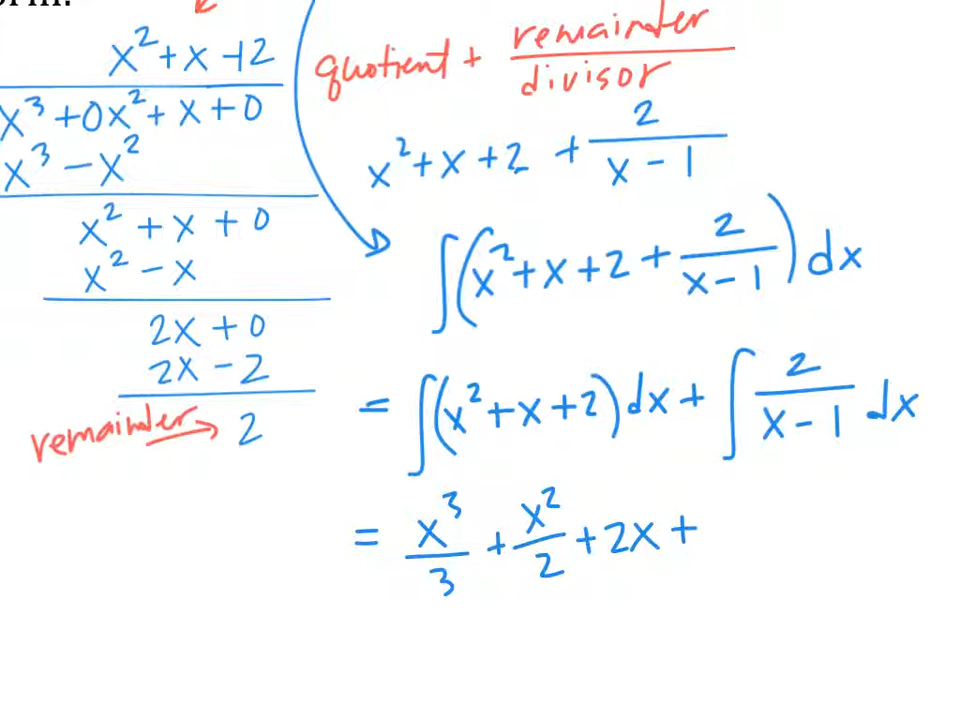 x²+x+2
x³+0x²+x+0
x³-x²
x²+x+0
x²-x
2x+0
2x-2
remainder → 2
quotient + remainder/divisor
x²+x+2 + 2/(x-1)
∫(x²+x+2+2/(x-1))dx
= ∫(x²+x+2)dx + ∫2/(x-1) dx
= x³/3 + x²/2 + 2x +